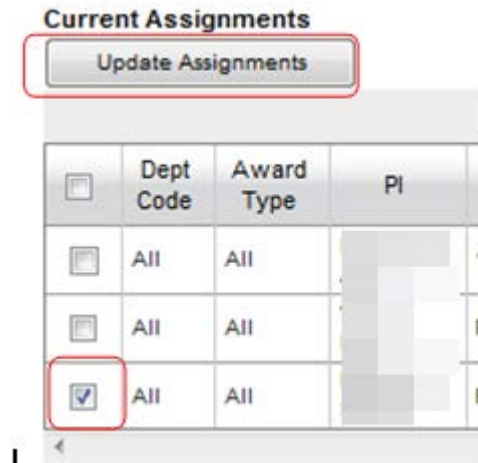 Current Assignments
Update Assignments
Dept Code Award Type PI
All All
All All
All All